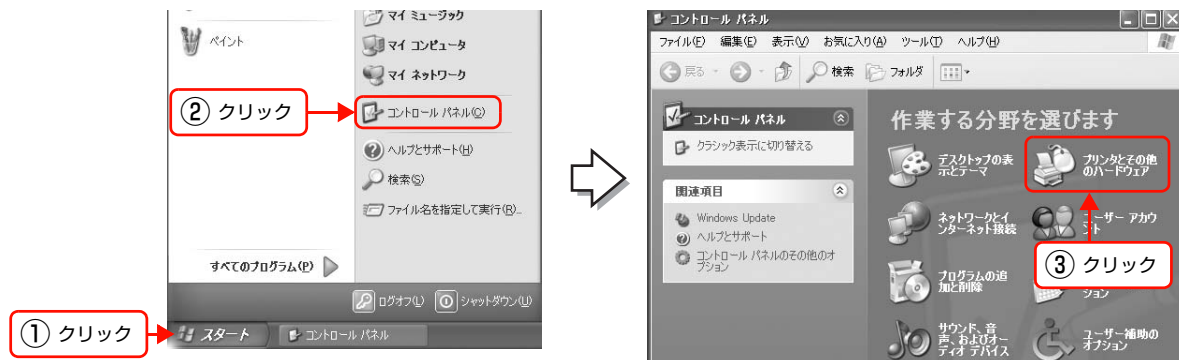 マイ ミュージック
ペイント
マイ コンピュータ
マイ ネットワーク
② クリック
コントロール パネル(C)
ヘルプとサポート(H)
検索(S)
ファイル名を指定して実行(R)...
すべてのプログラム(P)
ログオフ(L)
シャットダウン(U)
① クリック
スタート
コントロール パネル
コントロール パネル
ファイル(F) 編集(E) 表示(V) お気に入り(A) ツール(T) ヘルプ(H)
戻る
検索
フォルダ
コントロール パネル
クラシック表示に切り替える
関連項目
Windows Update
ヘルプとサポート
コントロール パネルのその他のオ
プション
作業する分野を選びます
デスクトップの表
示とテーマ
プリンタとその他
のハードウェア
ネットワークとイ
ンターネット接続
ユーザー アカウ
ント
③ クリック
プログラムの追
加と削除
ション
サウンド、音
声、およびオー
ディオ デバイス
ユーザー補助の
オプション